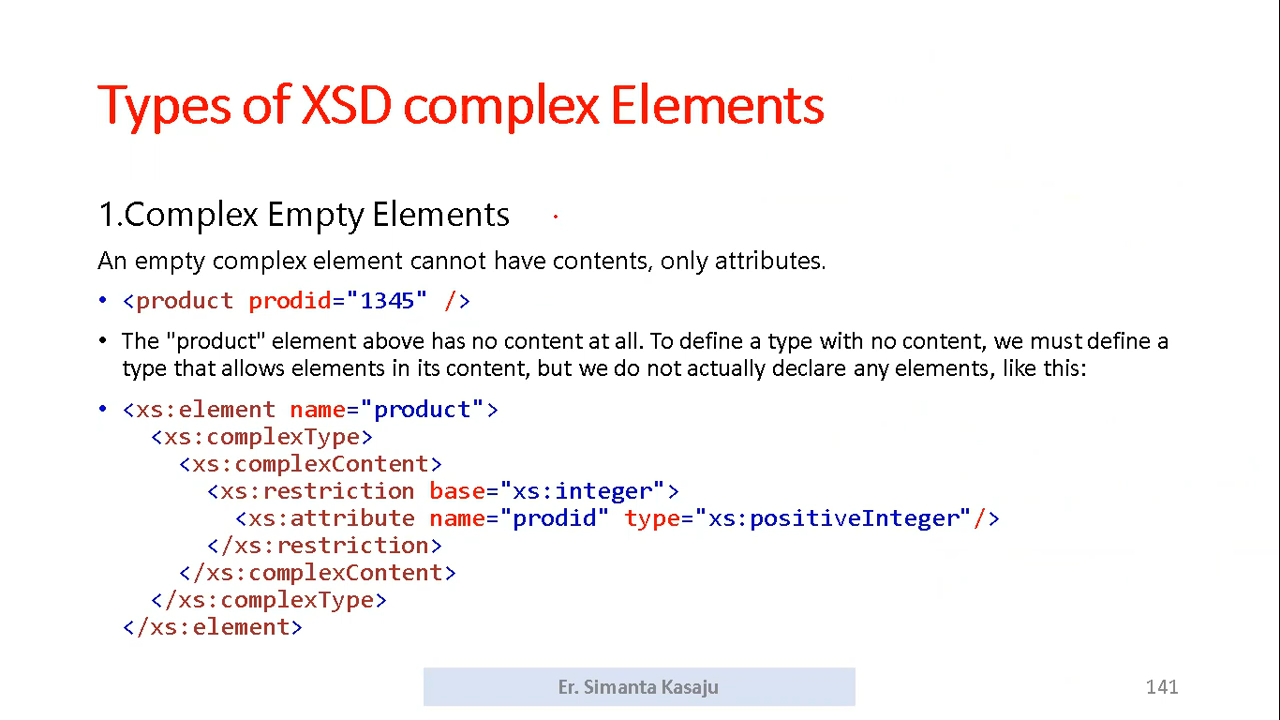 Types of XSD complex Elements
1.Complex Empty Elements
An empty complex element cannot have contents, only attributes.
• <product prodid="1345" />
• The "product" element above has no content at all. To define a type with no content, we must define a
type that allows elements in its content, but we do not actually declare any elements, like this:
• <xs:element name="product">
<xs:complexType>
<xs:complexContent>
<xs:restriction base="xs:integer">
<xs:attribute name="prodid" type="xs:positiveInteger"/>
</xs:restriction>
</xs:complexContent>
</xs:complexType>
</xs:element>
Er. Simanta Kasaju
141